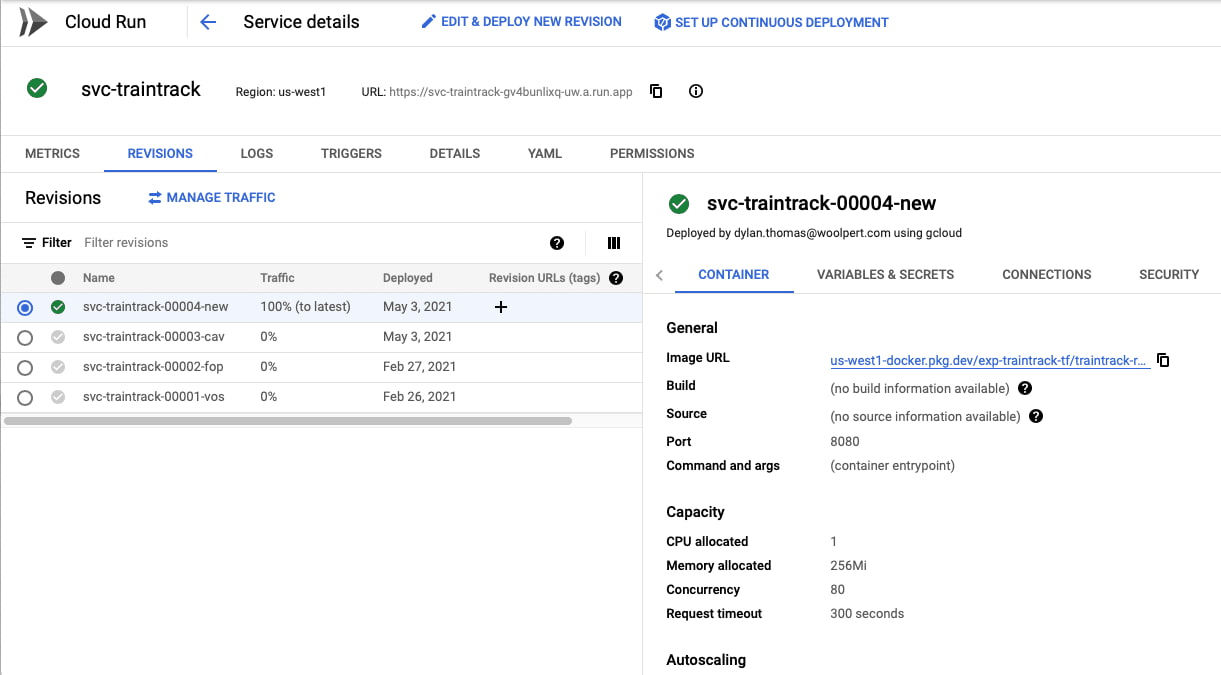 Cloud Run
Service details
EDIT & DEPLOY NEW REVISION
SET UP CONTINUOUS DEPLOYMENT
svc-traintrack
Region: us-west1
URL: https://svc-traintrack-gv4bunlixq-uw.a.run.app
METRICS
REVISIONS
LOGS
TRIGGERS
DETAILS
YAML
PERMISSIONS
Revisions
MANAGE TRAFFIC
Filter Filter revisions
Name Traffic Deployed Revision URLs (tags)
svc-traintrack-00004-new 100% (to latest) May 3, 2021
svc-traintrack-00003-cav 0% May 3, 2021
svc-traintrack-00002-fop 0% Feb 27, 2021
svc-traintrack-00001-vos 0% Feb 26, 2021
svc-traintrack-00004-new
Deployed by dylan.thomas@woolpert.com using gcloud
CONTAINER
VARIABLES & SECRETS
CONNECTIONS
SECURITY
General
Image URL us-west1-docker.pkg.dev/exp-traintrack-tf/traintrack-r...
Build (no build information available)
Source (no source information available)
Port 8080
Command and args (container entrypoint)
Capacity
CPU allocated 1
Memory allocated 256Mi
Concurrency 80
Request timeout 300 seconds
Autoscaling